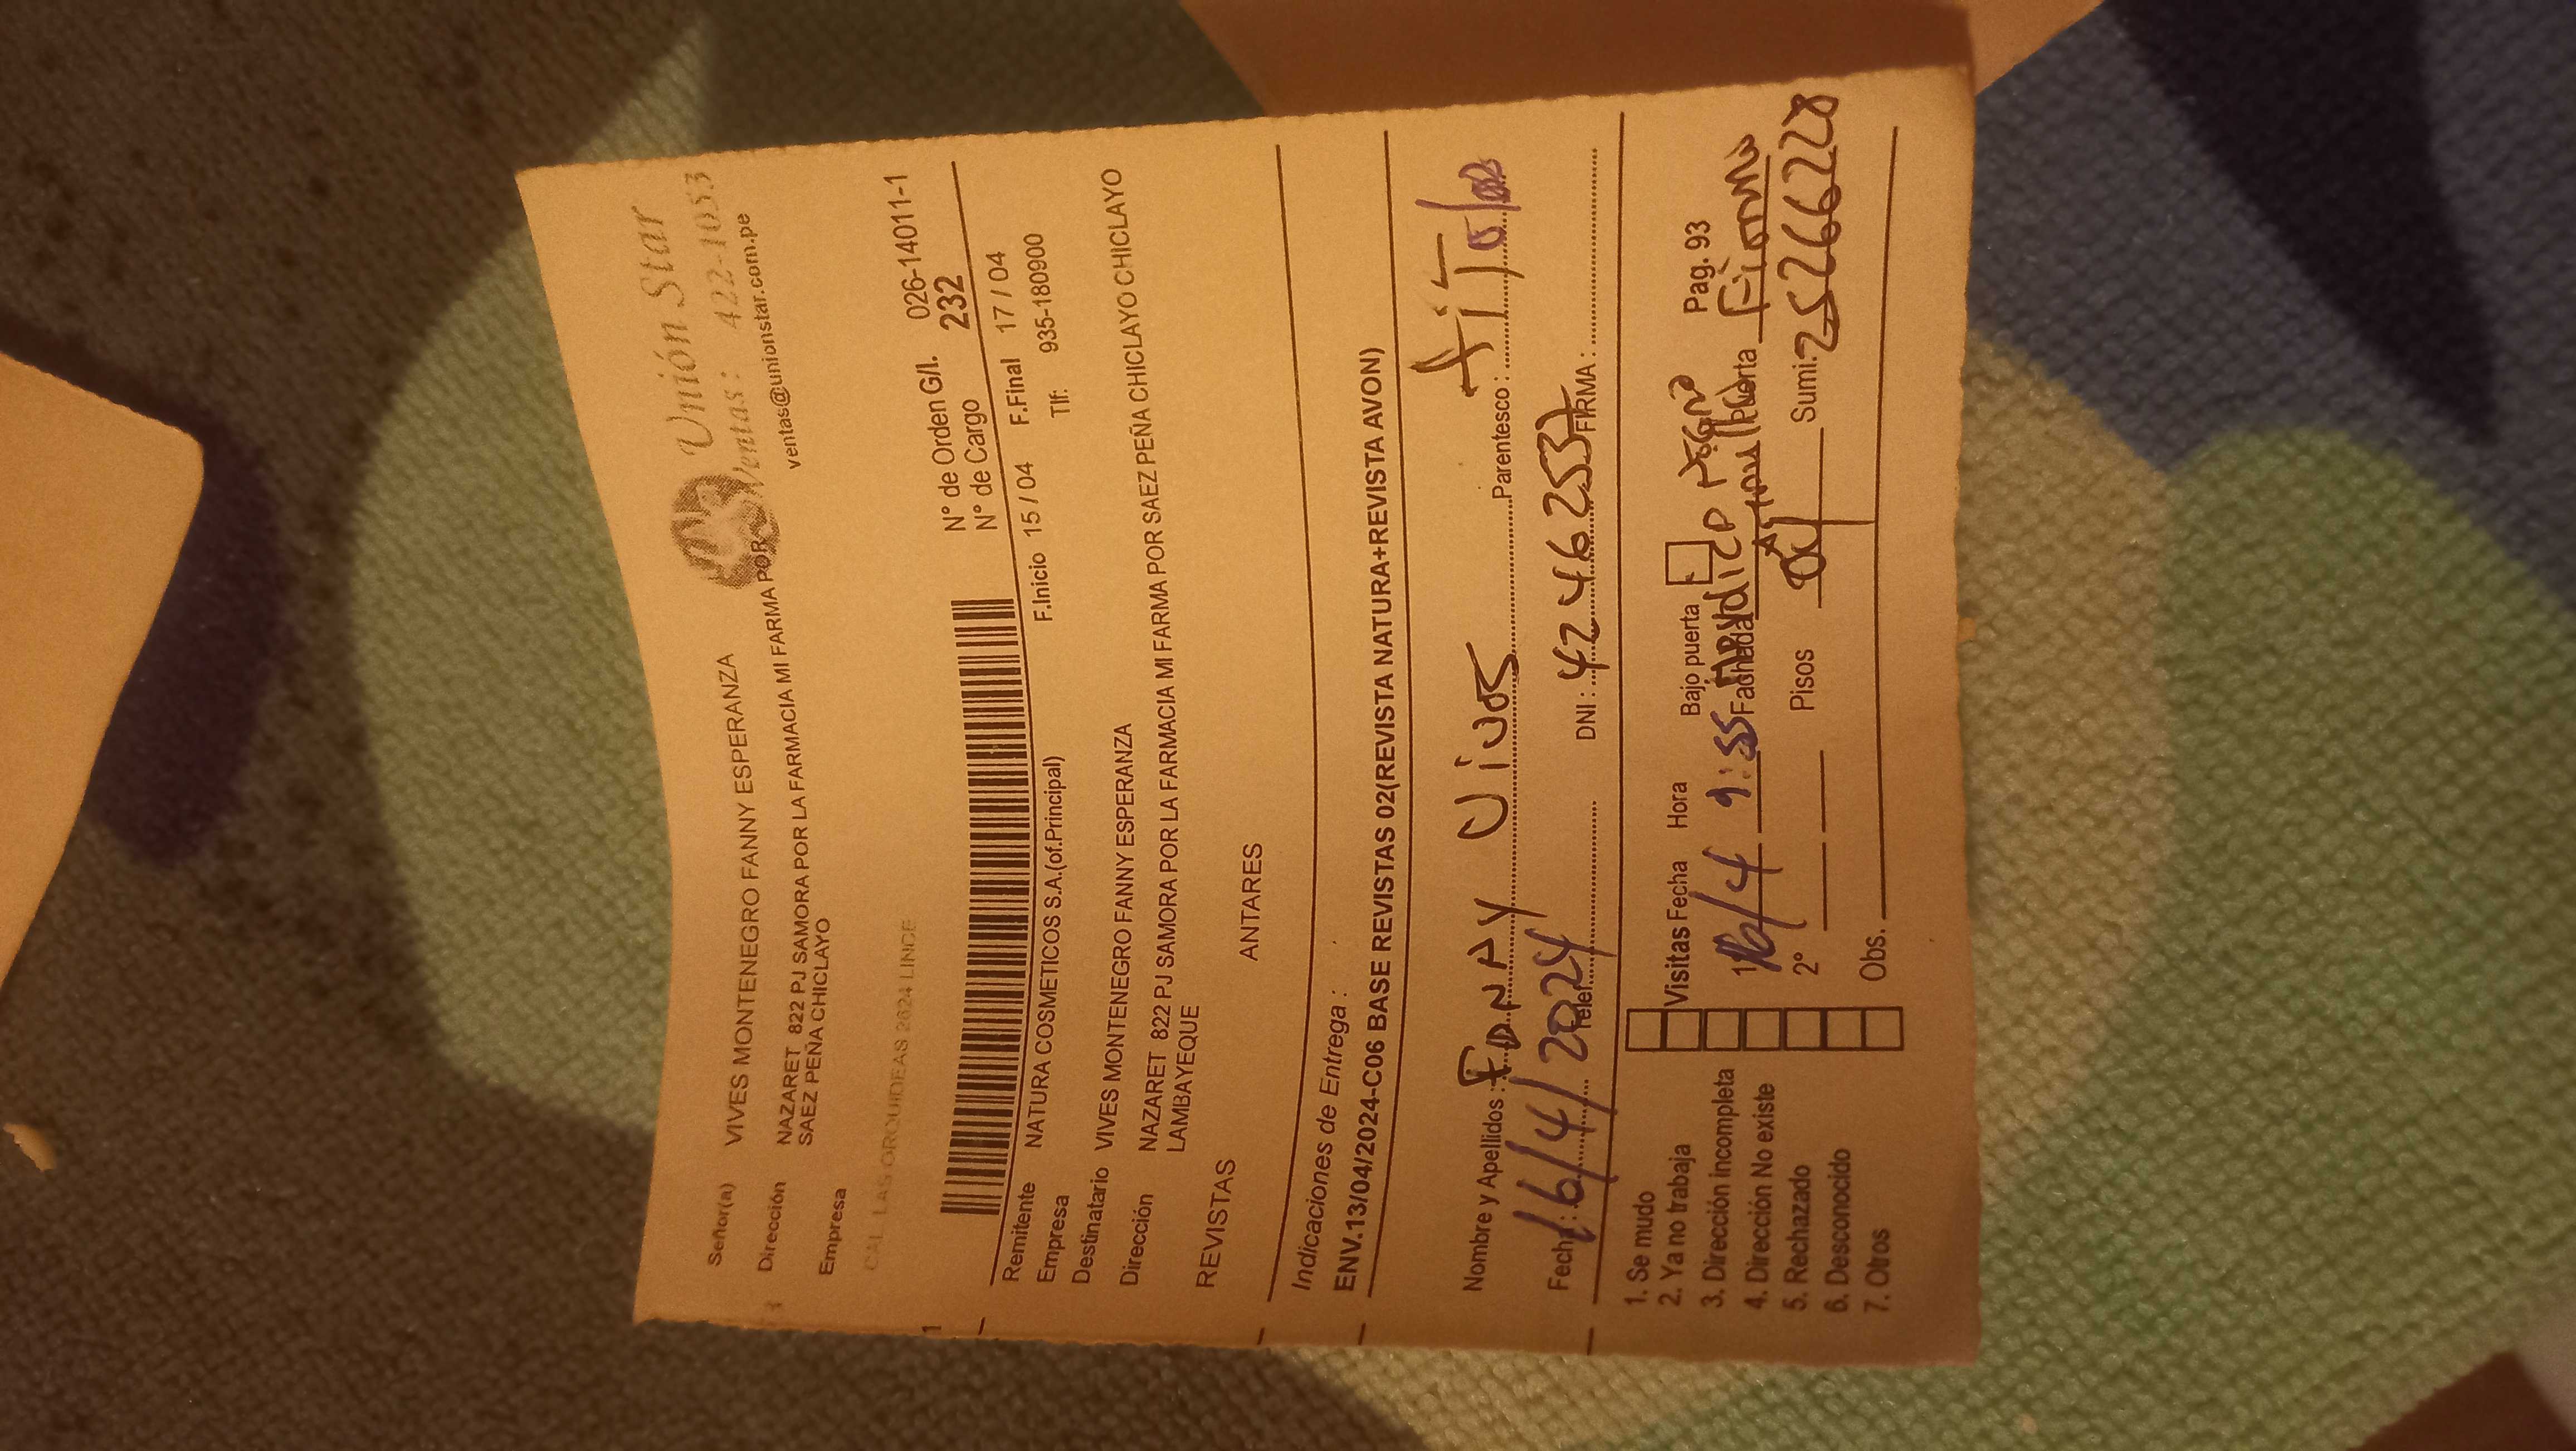 Unión Star
Ventas: 422-1053
ventas@unionstar.com.pe
Señor(a) VIVES MONTENEGRO FANNY ESPERANZA
Dirección NAZARET 822 PJ SAMORA POR LA FARMACIA MI FARMA POR
SAEZ PEÑA CHICLAYO
Empresa
CAL LAS ORQUIDEAS 2624 LINCE
N° de Orden G/I. 026-14011-1
N° de Cargo 232
1
F.Inicio 15 / 04 F.Final 17 / 04
Remitente NATURA COSMETICOS S.A.(of.Principal) Tlf: 935-180900
Empresa
Destinatario VIVES MONTENEGRO FANNY ESPERANZA
Dirección NAZARET 822 PJ SAMORA POR LA FARMACIA MI FARMA POR SAEZ PEÑA CHICLAYO CHICLAYO
LAMBAYEQUE
REVISTAS ANTARES
Indicaciones de Entrega :
ENV.13/04/2024-C06 BASE REVISTAS 02(REVISTA NATURA+REVISTA AVON)
Nombre y Apellidos : Fanny Vives Parentesco : TiT
Fecha: 16/4/2024 Telef. DNI : 42446253 FIRMA :
1. Se mudo
2. Ya no trabaja
3. Dirección incompleta
4. Dirección No existe
5. Rechazado
6. Desconocido
7. Otros
Visitas Fecha Hora Bajo puerta Pag. 93
1° 16/4 9:55 Fachada Puerta Fierro
2° Pisos 01 Sumi: 25266228
Obs.